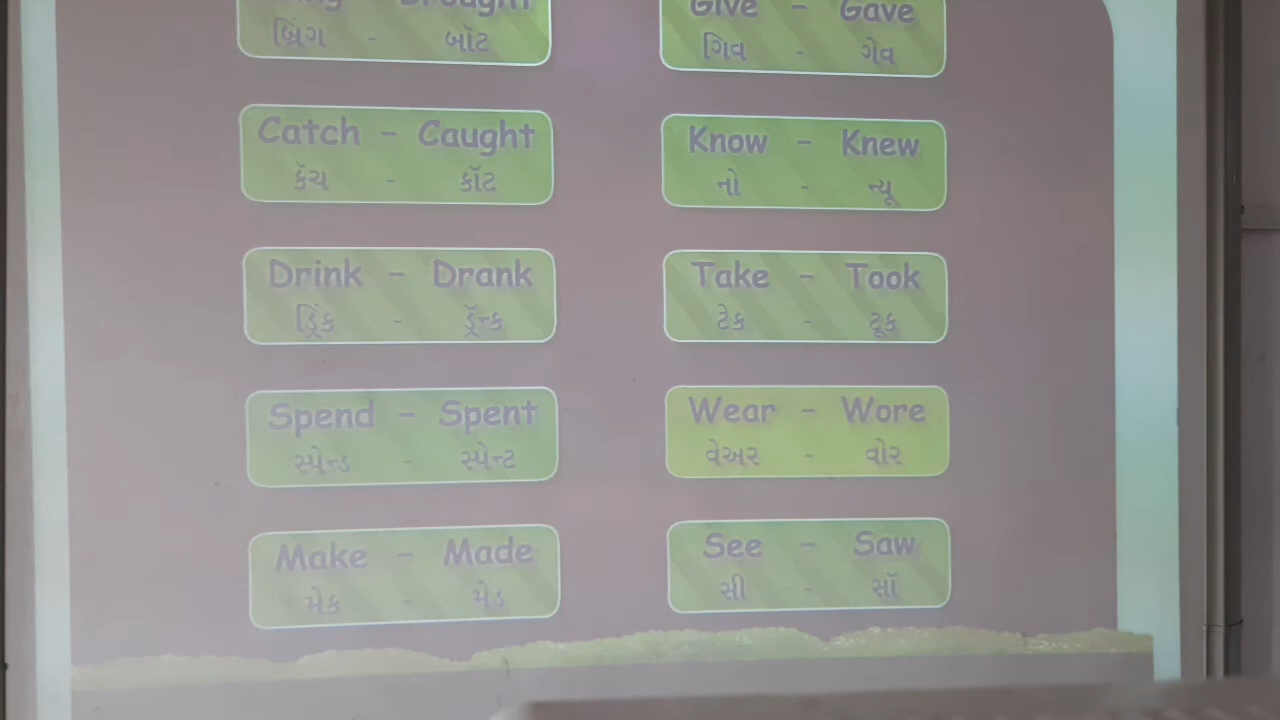 Brought
બ્રિંગ - બૉટ
Give - Gave
ગિવ - ગેવ
Catch - Caught
કૅચ - કૉટ
Know - Knew
નો - ન્યૂ
Drink - Drank
ડ્રિંક - ડ્રૅન્ક
Take - Took
ટેક - ટૂક
Spend - Spent
સ્પેન્ડ - સ્પેન્ટ
Wear - Wore
વેઅર - વોર
Make - Made
મેક - મેડ
See - Saw
સી - સૉ